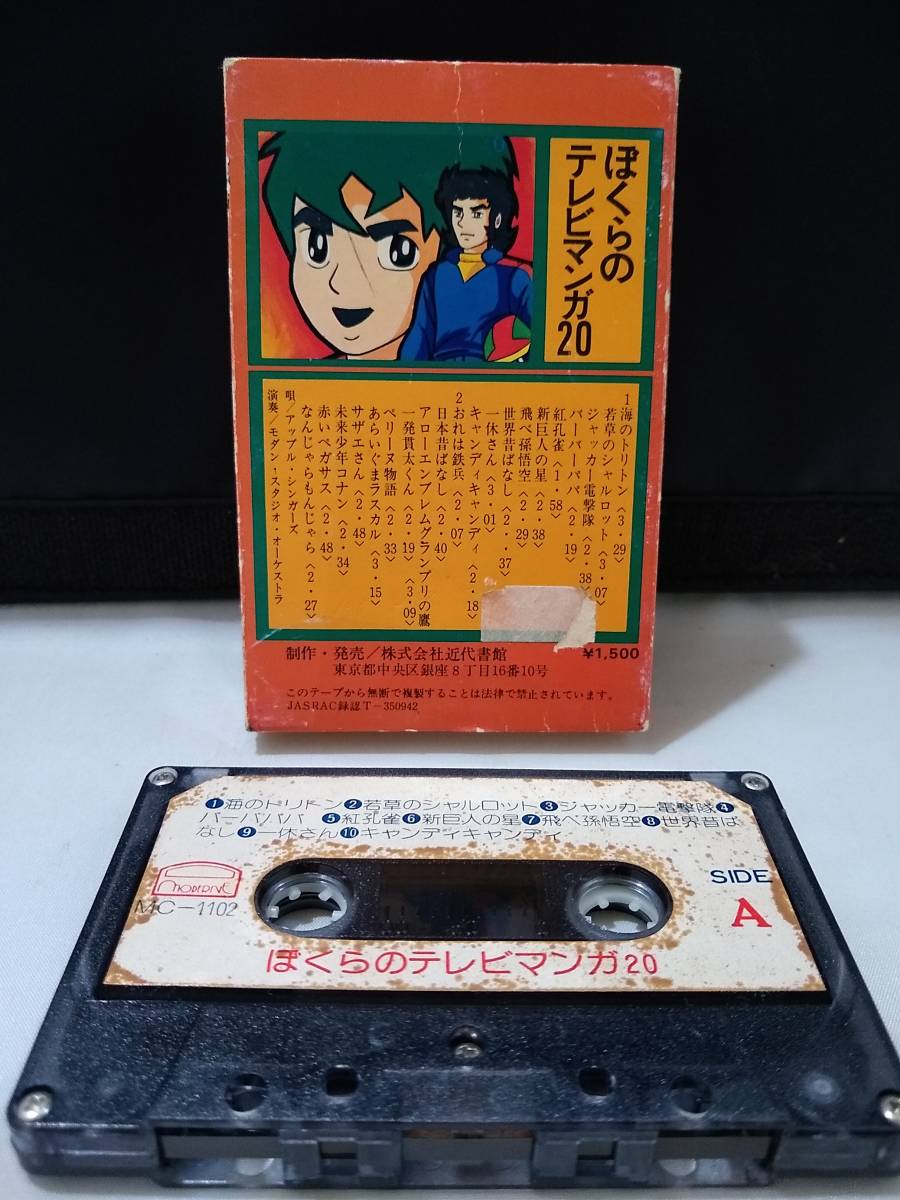 ぼくらの
テレビマンガ20
1 海のトリトン〈3・29〉
若草のシャルロット〈3・07〉
ジャッカー電撃隊〈2・38〉
バーバパパ〈2・19〉
紅孔雀〈1・58〉
新巨人の星〈2・38〉
飛べ孫悟空〈2・29〉
世界昔ばなし〈2・37〉
一休さん〈3・01〉
キャンディキャンディ〈2・18〉
2 おれは鉄兵〈2・07〉
日本昔ばなし〈2・40〉
アローエンブレムグランプリの鷹〈3・09〉
一発貫太くん〈2・19〉
ペリーヌ物語〈2・33〉
あらいぐまラスカル〈3・15〉
サザエさん〈2・48〉
未来少年コナン〈2・34〉
赤いペガサス〈2・48〉
なんじゃらもんじゃら〈2・27〉
唄/アップル・シンガーズ
演奏/モダン・スタジオ・オーケストラ
制作・発売/株式会社近代書館
¥1,500
東京都中央区銀座8丁目16番10号
このテープから無断で複製することは法律で禁止されています。
JASRAC録認T-350942
❶海のトリトン❷若草のシャルロット❸ジャッカー電撃隊❹
バーバパパ ❺紅孔雀❻新巨人の星❼飛べ孫悟空❽世界昔ば
なし❾一休さん❿キャンディキャンディ
MODERNE
MC-1102
SIDE
A
ぼくらのテレビマンガ20